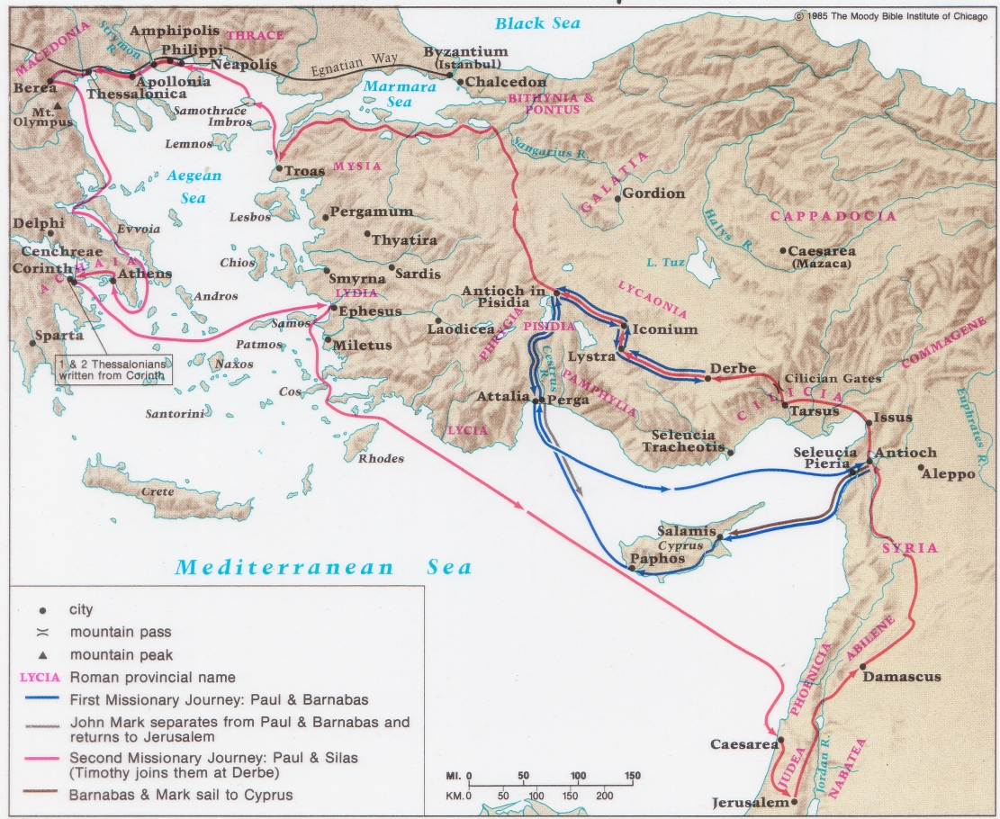 © 1985 The Moody Bible Institute of Chicago
Black Sea
Amphipolis
THRACE
MACEDONIA
Strymon
R.
Philippi
Neapolis
Egnatian Way
Byzantium
(Istanbul)
Chalcedon
Berea
Apollonia
Thessalonica
Marmara
Sea
BITHYNIA &
PONTUS
Mt.
Olympus
Samothrace
Imbros
Lemnos
Sangarius R.
Troas
MYSIA
Aegean
Sea
GALATIA
Gordion
Lesbos
Pergamum
Delphi
Evvoia
Thyatira
Halys R.
CAPPADOCIA
Cenchreae
Corinth
ACHAIA
Athens
Chios
Smyrna
Sardis
L. Tuz
Caesarea
(Mazaca)
Andros
LYDIA
Ephesus
Antioch in
Pisidia
LYCAONIA
Samos
Laodicea
PHRYGIA
PISIDIA
Iconium
Sparta
Patmos
Miletus
Cestrus
R.
Lystra
COMMAGENE
1 & 2 Thessalonians
written from Corinth
Naxos
Derbe
Cilician Gates
Cos
Attalia
Perga
PAMPHYLIA
CILICIA
Tarsus
Santorini
LYCIA
Issus
Euphrates R.
Seleucia
Tracheotis
Rhodes
Seleucia
Pieria
Antioch
Aleppo
Crete
Salamis
Cyprus
Paphos
SYRIA
Mediterranean Sea
city
mountain pass
mountain peak
LYCIA Roman provincial name
First Missionary Journey: Paul & Barnabas
John Mark separates from Paul & Barnabas and
returns to Jerusalem
Second Missionary Journey: Paul & Silas
(Timothy joins them at Derbe)
Barnabas & Mark sail to Cyprus
PHOENICIA
ABILENE
Damascus
Caesarea
JUDEA
Jordan R.
NABATEA
Jerusalem
MI. 0 50 100 150
KM. 0 50 100 150 200